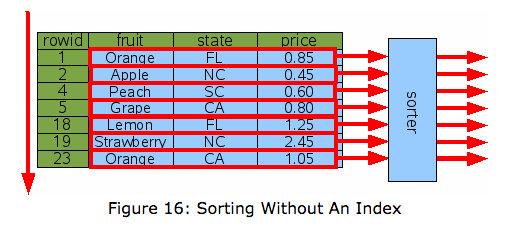 rowid fruit state price
1 Orange FL 0.85
2 Apple NC 0.45
4 Peach SC 0.60
5 Grape CA 0.80
18 Lemon FL 1.25
19 Strawberry NC 2.45
23 Orange CA 1.05
sorter
Figure 16: Sorting Without An Index